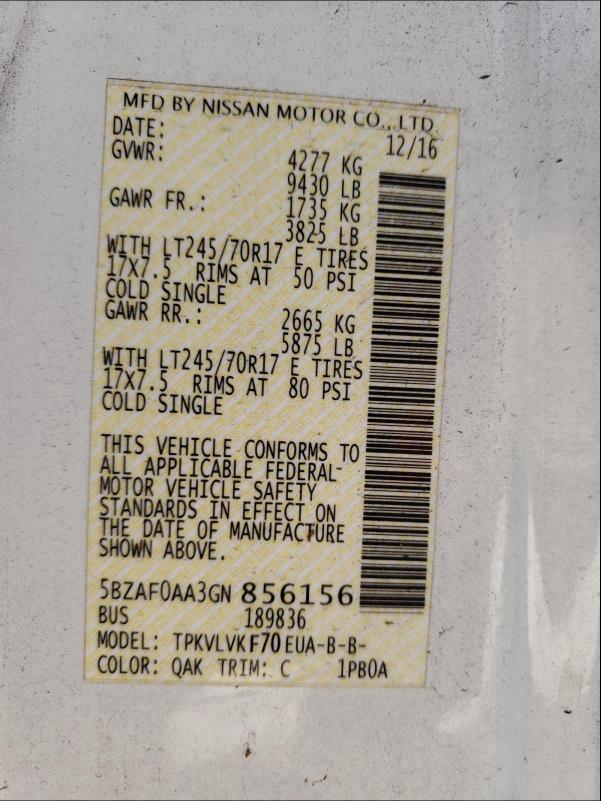 MFD BY NISSAN MOTOR CO.,LTD.
DATE: 12/16
GVWR: 4277 KG
9430 LB
GAWR FR.: 1735 KG
3825 LB
WITH LT245/70R17 E TIRES
17X7.5 RIMS AT 50 PSI
COLD SINGLE
GAWR RR.: 2665 KG
5875 LB
WITH LT245/70R17 E TIRES
17X7.5 RIMS AT 80 PSI
COLD SINGLE
THIS VEHICLE CONFORMS TO
ALL APPLICABLE FEDERAL
MOTOR VEHICLE SAFETY
STANDARDS IN EFFECT ON
THE DATE OF MANUFACTURE
SHOWN ABOVE.
5BZAF0AA3GN 856156
BUS 189836
MODEL: TPKVLVKF70EUA-B-B-
COLOR: QAK TRIM: C 1PB0A